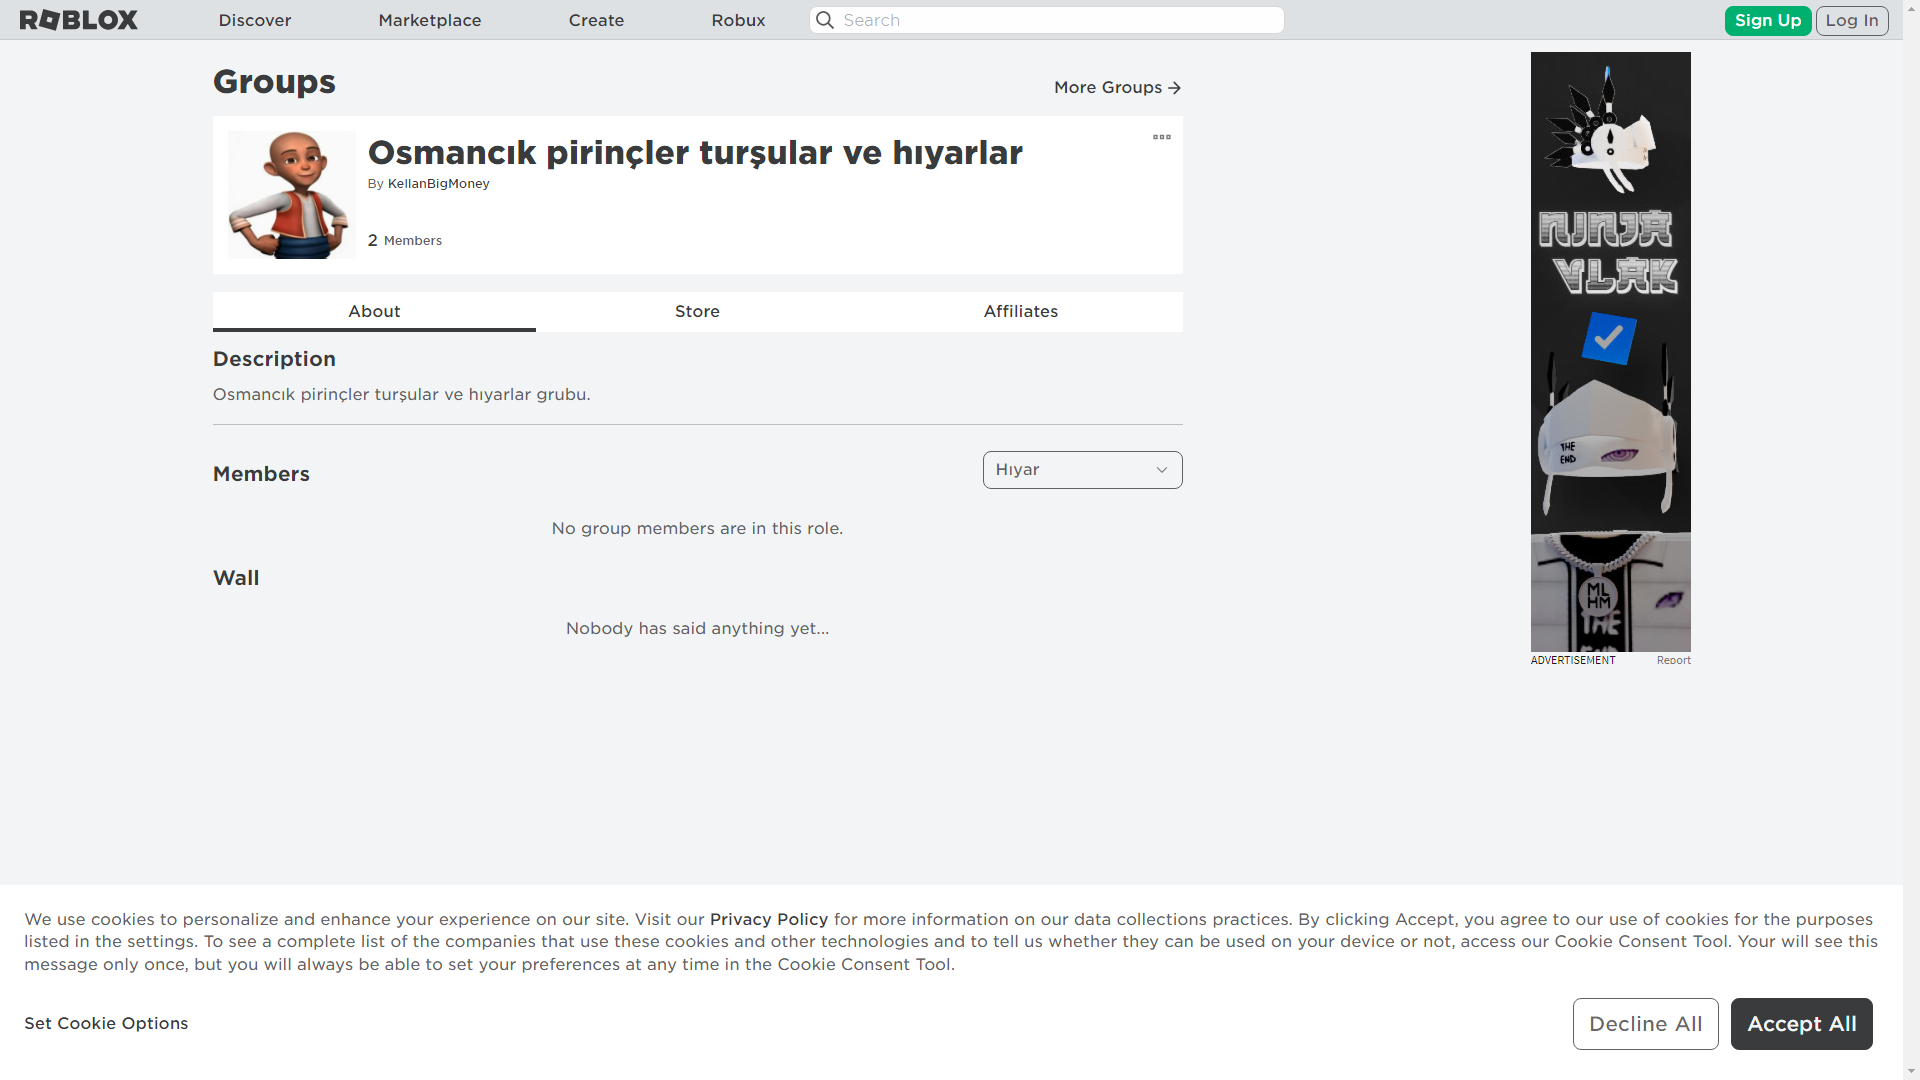 ROBLOX
Discover
Marketplace
Create
Robux
Search
Sign Up
Log In
Groups
More Groups
Osmancık pirinçler turşular ve hıyarlar
By KellanBigMoney
2 Members
About
Store
Affiliates
Description
Osmancık pirinçler turşular ve hıyarlar grubu.
Members
Hıyar
No group members are in this role.
Wall
Nobody has said anything yet...
NJNJA
VLAK
THE
END
ML
HM
THE
ADVERTISEMENT
Report
We use cookies to personalize and enhance your experience on our site. Visit our Privacy Policy for more information on our data collections practices. By clicking Accept, you agree to our use of cookies for the purposes
listed in the settings. To see a complete list of the companies that use these cookies and other technologies and to tell us whether they can be used on your device or not, access our Cookie Consent Tool. Your will see this
message only once, but you will always be able to set your preferences at any time in the Cookie Consent Tool.
Set Cookie Options
Decline All
Accept All